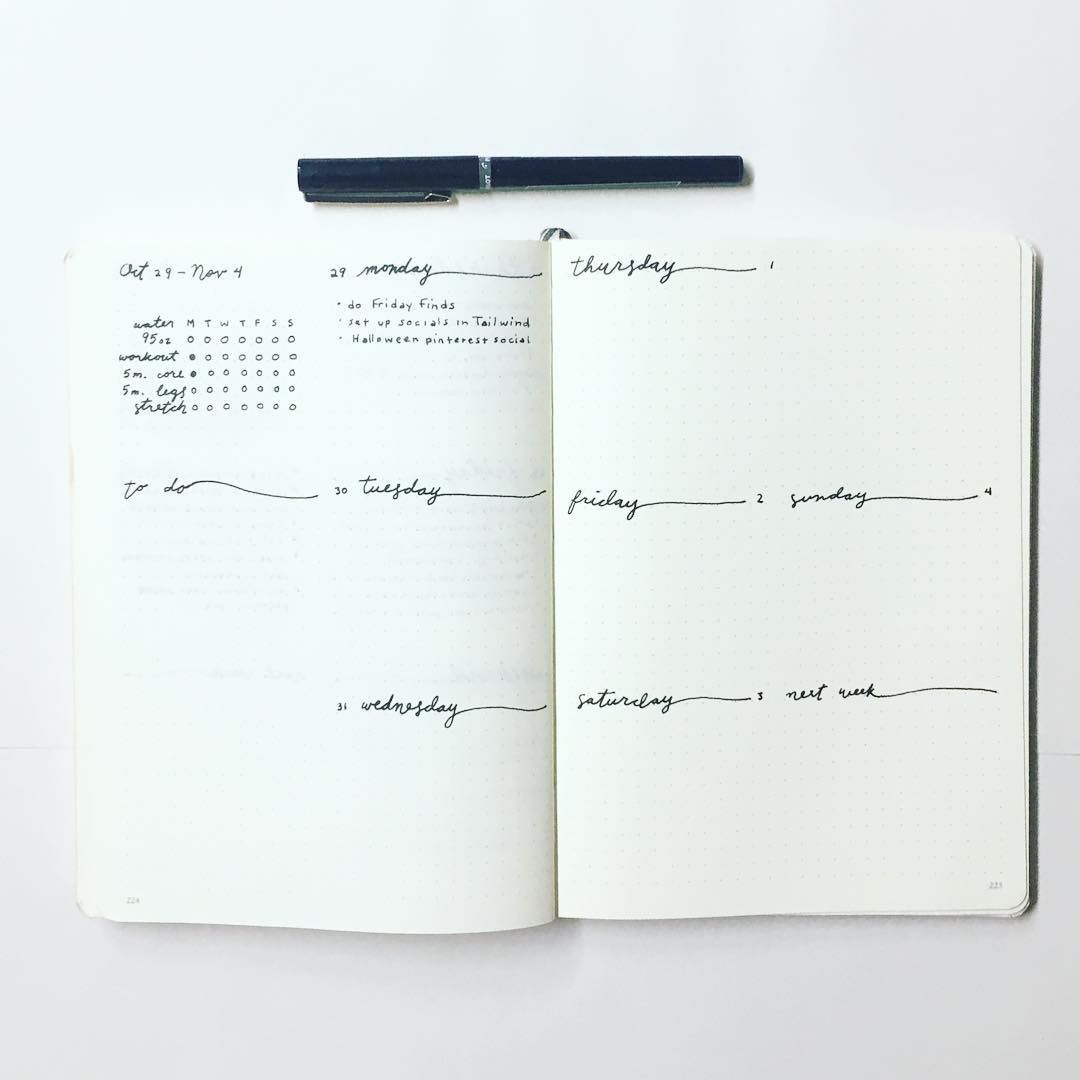 Oct 29 - Nov 4
water M T W T F S S
95oz
workout
5m. core
5m. legs
stretch
to do
29 monday
• do Friday Finds
• set up socials in Tailwind
• Halloween pinterest social
30 tuesday
31 wednesday
224
thursday 1
friday 2
saturday 3
sunday 4
next week
225